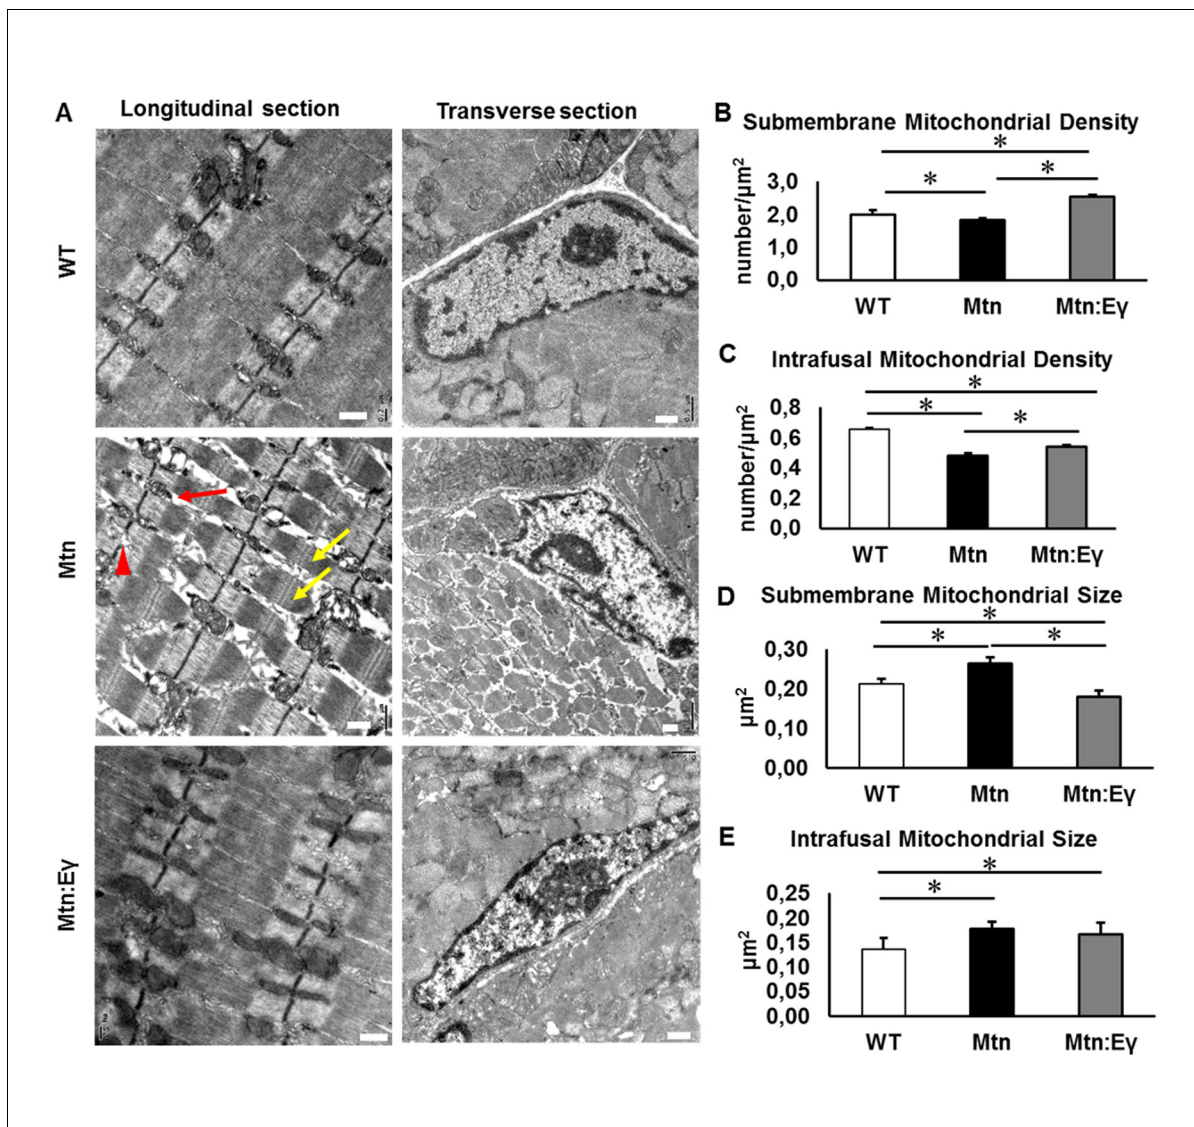 A
Longitudinal section
Transverse section
WT
Mtn
Mtn:Eγ
B
Submembrane Mitochondrial Density
*
*
*
number/µm²
3,0
2,0
1,0
0,0
WT
Mtn
Mtn:Eγ
C
Intrafusal Mitochondrial Density
*
*
*
number/µm²
0,8
0,6
0,4
0,2
0,0
WT
Mtn
Mtn:Eγ
D
Submembrane Mitochondrial Size
*
*
*
µm²
0,30
0,20
0,10
0,00
WT
Mtn
Mtn:Eγ
E
Intrafusal Mitochondrial Size
*
*
µm²
0,25
0,20
0,15
0,10
0,05
0,00
WT
Mtn
Mtn:Eγ